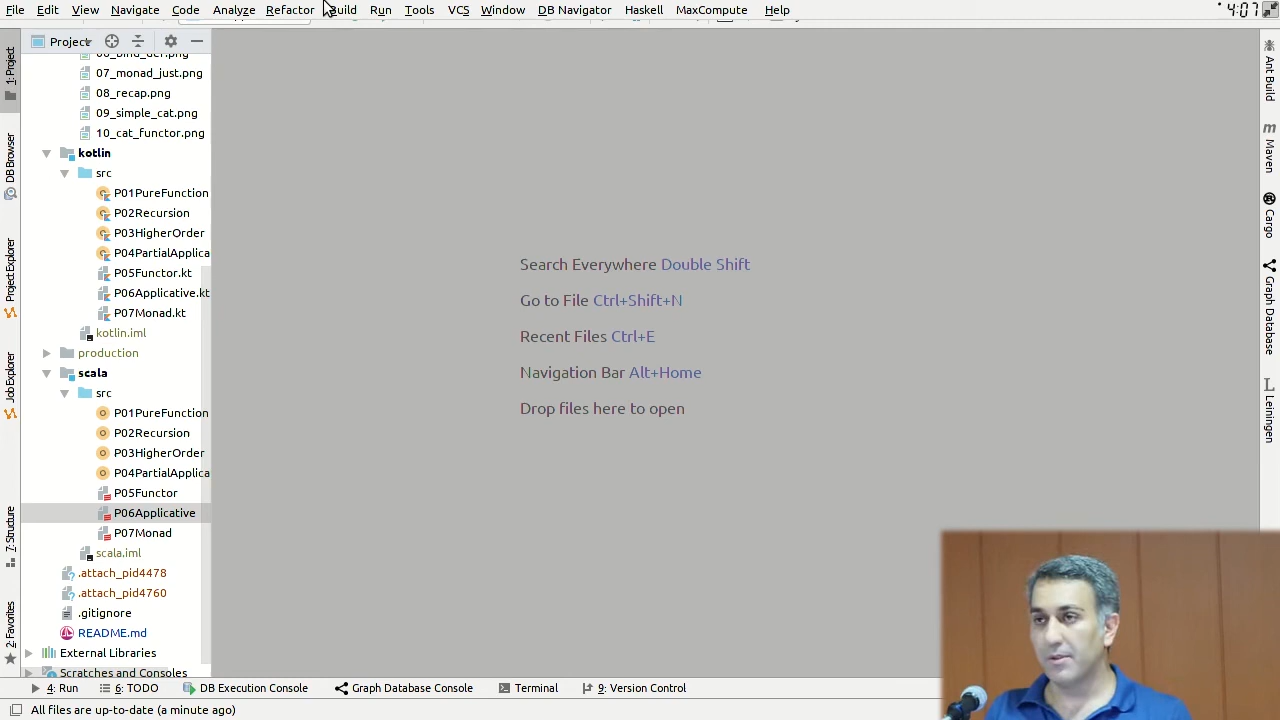 File Edit View Navigate Code Analyze Refactor Build Run Tools VCS Window DB Navigator Haskell MaxCompute Help 4:07
Project
07_monad_just.png
08_recap.png
09_simple_cat.png
10_cat_functor.png
kotlin
src
P01PureFunction
P02Recursion
P03HigherOrder
P04PartialApplica
P05Functor.kt
P06Applicative.kt
P07Monad.kt
kotlin.iml
production
scala
src
P01PureFunction
P02Recursion
P03HigherOrder
P04PartialApplica
P05Functor
P06Applicative
P07Monad
scala.iml
.attach_pid4478
.attach_pid4760
.gitignore
README.md
External Libraries
Scratches and Consoles
1: Project
DB Browser
Project Explorer
Job Explorer
7: Structure
2: Favorites
Search Everywhere Double Shift
Go to File Ctrl+Shift+N
Recent Files Ctrl+E
Navigation Bar Alt+Home
Drop files here to open
Ant Build
m Maven
Cargo
Graph Database
L Leiningen
4: Run 6: TODO DB Execution Console Graph Database Console Terminal 9: Version Control
All files are up-to-date (a minute ago)